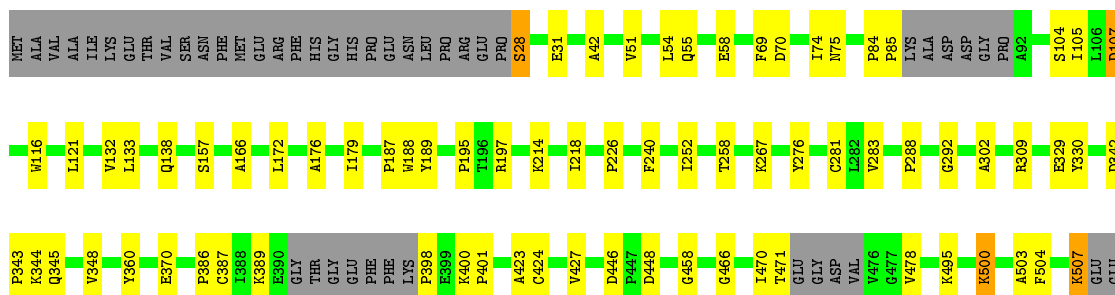 MET ALA VAL ALA ALA ILE LYS GLU THR VAL SER ASN PHE MET GLU ARG PHE HIS GLY HIS PRO GLU ASN LEU PRO ARG GLU PRO S28 E31 A42 V51 L54 Q55 E58 F69 D70 I74 N75 P84 P85 LYS ALA ASP ASP GLY PRO A92 S104 I105 L106 D107
W116 L121 V132 L133 Q138 S157 A166 L172 A176 I179 P187 W188 Y189 P195 T196 R197 K214 I218 P226 F240 I252 T258 K267 Y276 C281 L282 V283 P288 G292 A302 R309 E329 Y330
P343 K344 Q345 V348 Y360 E370 P386 C387 I388 K389 E390 GLY THR GLY GLU PHE PHE LYS P398 E399 K400 P401 A423 C424 V427 D446 P447 D448 G458 G466 I470 T471 GLU GLY ASP VAL V476 G477 V478 K495 K500 A503 F504 K507 GLU